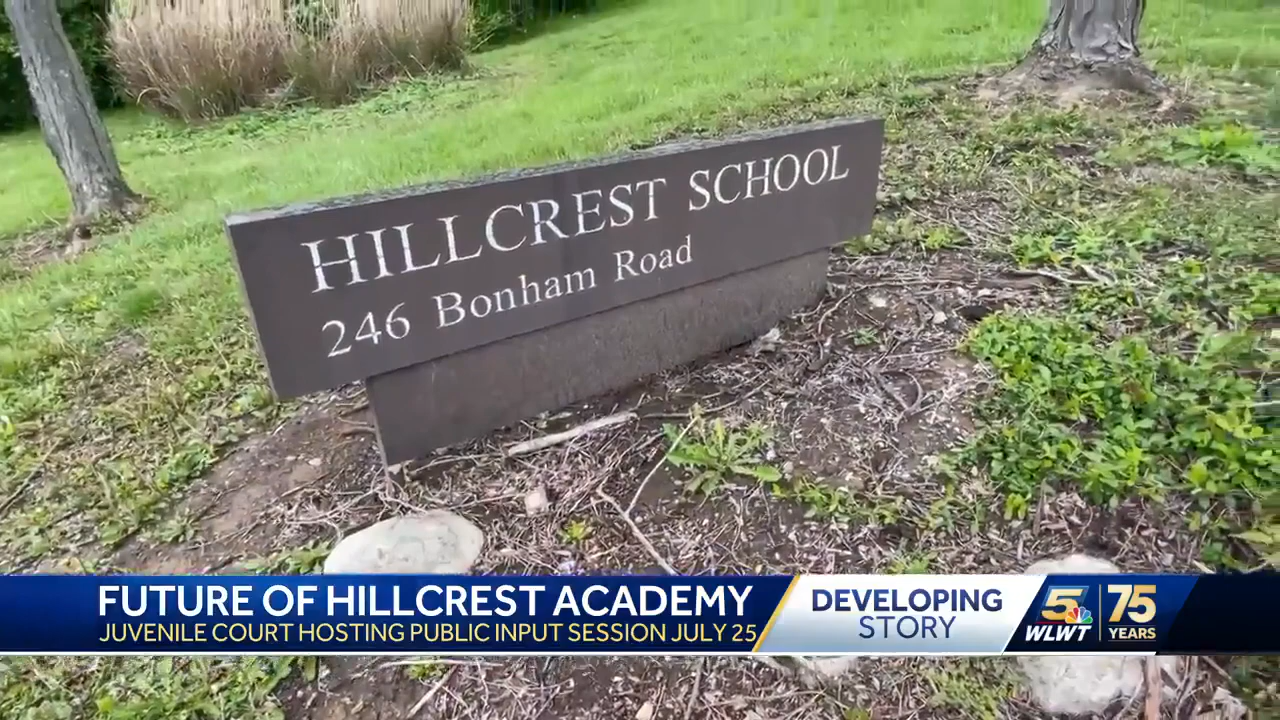 HILLCREST SCHOOL
246 Bonham Road
FUTURE OF HILLCREST ACADEMY
JUVENILE COURT HOSTING PUBLIC INPUT SESSION JULY 25
DEVELOPING
STORY
5
WLWT
75
YEARS